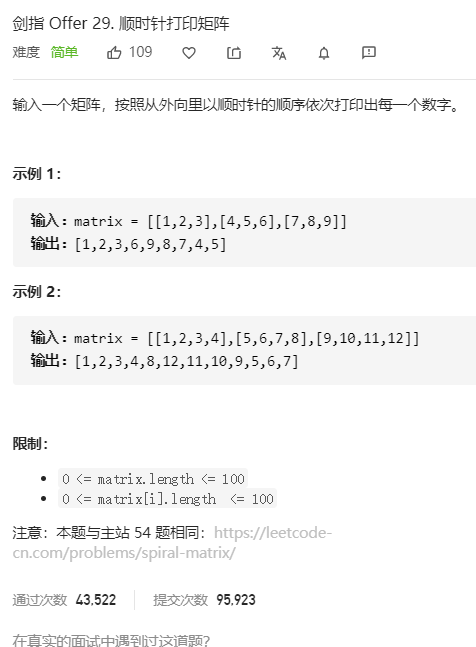 剑指 Offer 29. 顺时针打印矩阵
难度 简单 109
输入一个矩阵，按照从外向里以顺时针的顺序依次打印出每一个数字。
示例 1：
输入：matrix = [[1,2,3],[4,5,6],[7,8,9]]
输出：[1,2,3,6,9,8,7,4,5]
示例 2：
输入：matrix = [[1,2,3,4],[5,6,7,8],[9,10,11,12]]
输出：[1,2,3,4,8,12,11,10,9,5,6,7]
限制：
0 <= matrix.length <= 100
0 <= matrix[i].length <= 100
注意：本题与主站 54 题相同：https://leetcode-
cn.com/problems/spiral-matrix/
通过次数 43,522 提交次数 95,923
在真实的面试中遇到过这道题?